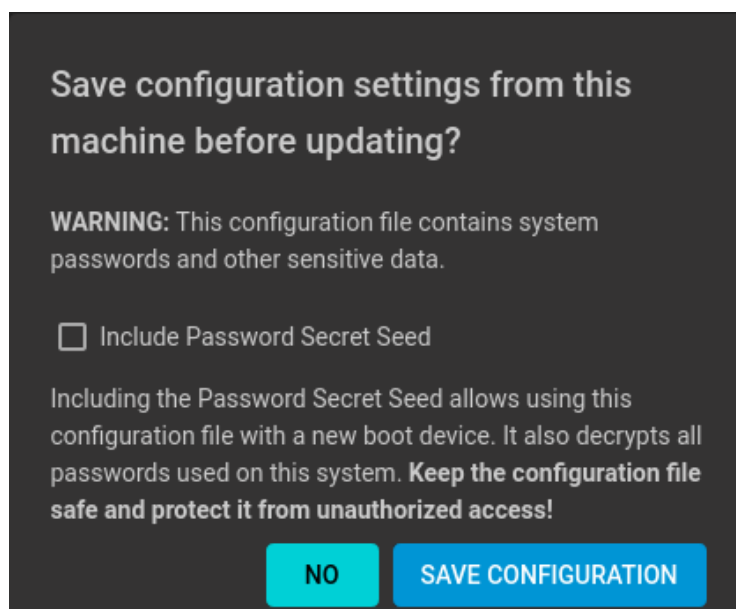 Save configuration settings from this
machine before updating?
WARNING: This configuration file contains system
passwords and other sensitive data.
Include Password Secret Seed
Including the Password Secret Seed allows using this
configuration file with a new boot device. It also decrypts all
passwords used on this system. Keep the configuration file
safe and protect it from unauthorized access!
NO
SAVE CONFIGURATION